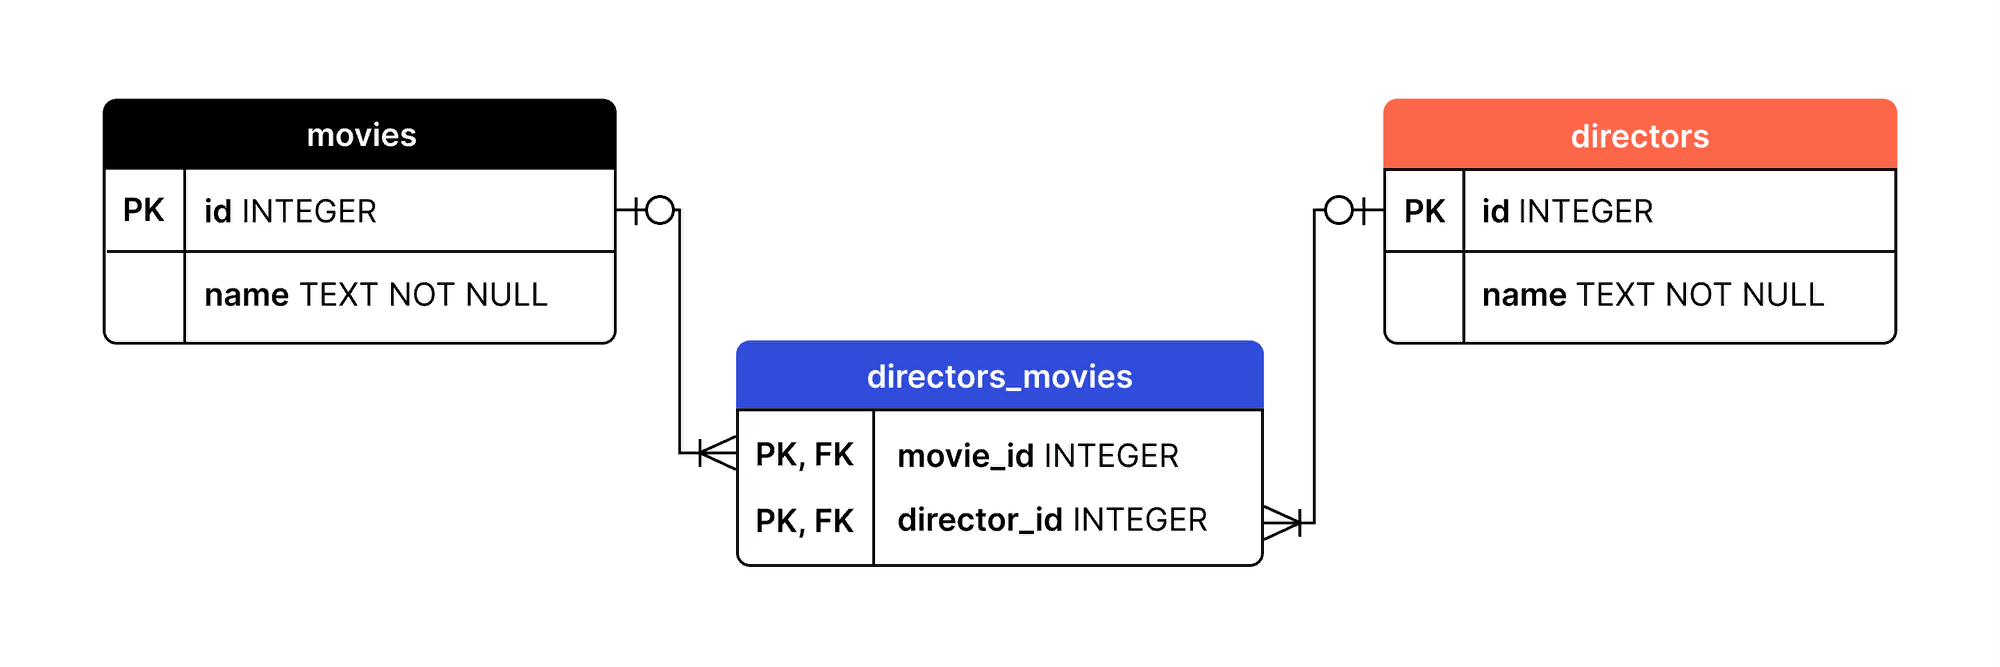 movies
PK id INTEGER
name TEXT NOT NULL
directors
PK id INTEGER
name TEXT NOT NULL
directors_movies
PK, FK movie_id INTEGER
PK, FK director_id INTEGER